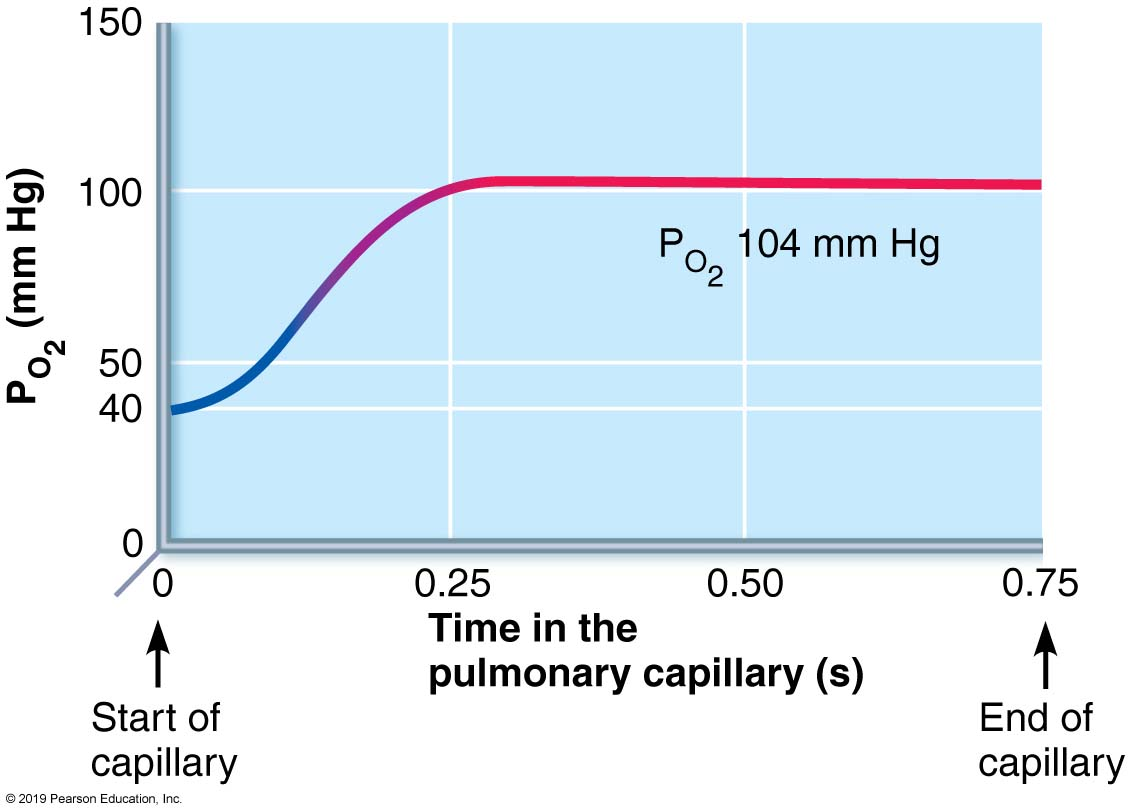 150
100
50
40
0
PO2 (mm Hg)
PO2 104 mm Hg
0
0.25
0.50
0.75
Time in the
pulmonary capillary (s)
Start of
capillary
End of
capillary
© 2019 Pearson Education, Inc.